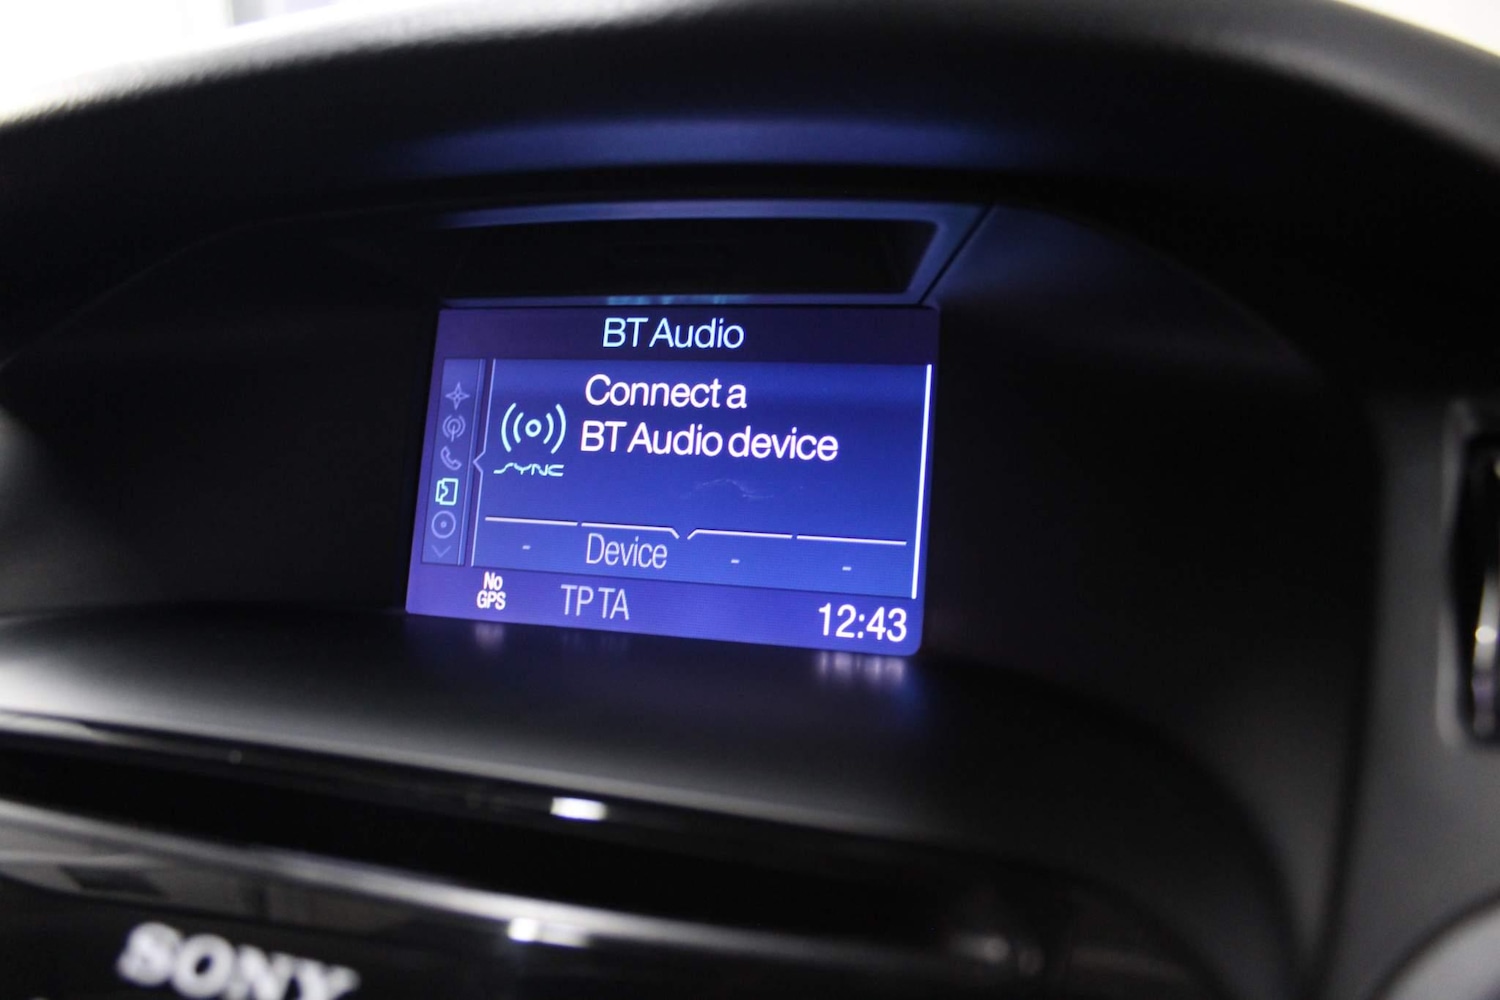 BT Audio
Connect a
BT Audio device
SYNC
- Device - -
No
GPS
TP TA
12:43
SONY